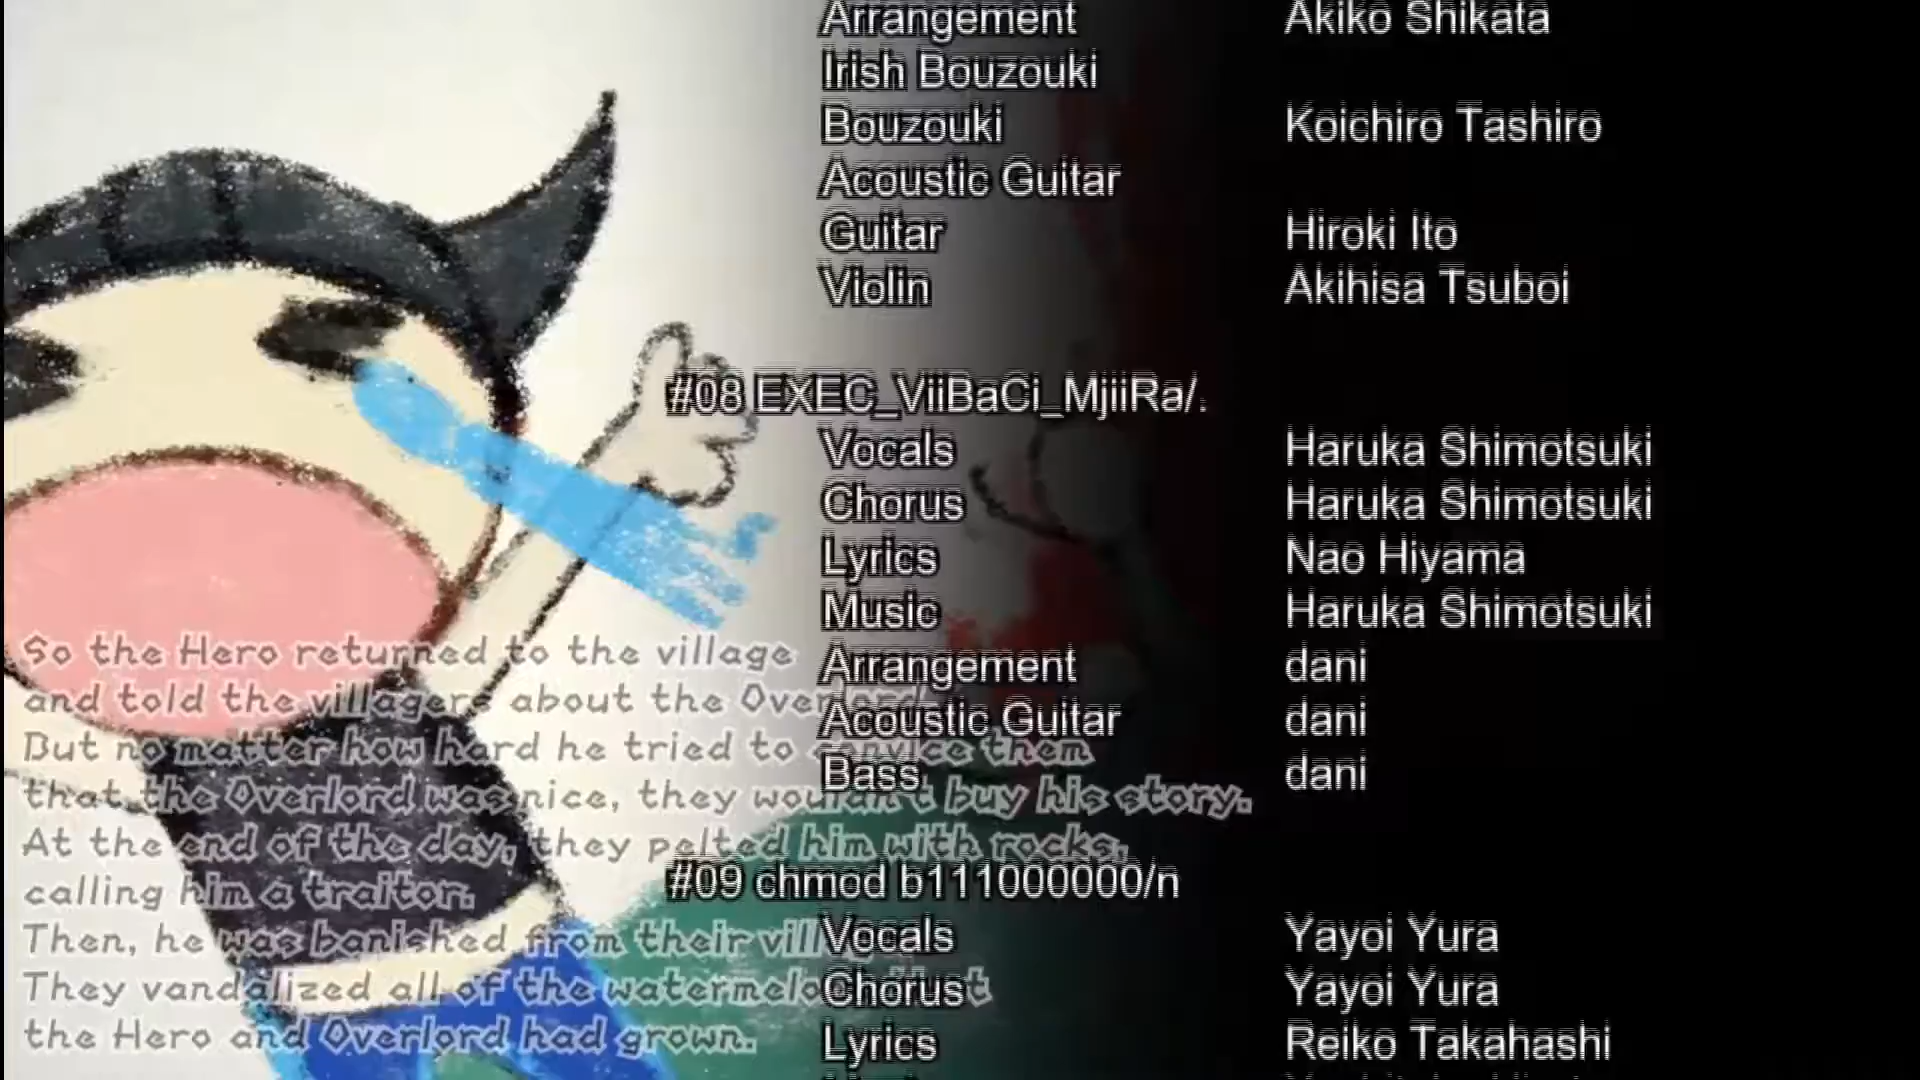 Arrangement Akiko Shikata
Irish Bouzouki
Bouzouki Koichiro Tashiro
Acoustic Guitar
Guitar Hiroki Ito
Violin Akihisa Tsuboi
#08 EXEC_ViiBaCi_MjiiRa/.
Vocals Haruka Shimotsuki
Chorus Haruka Shimotsuki
Lyrics Nao Hiyama
Music Haruka Shimotsuki
Arrangement dani
Acoustic Guitar dani
Bass dani
#09 chmod b111000000/n
Vocals Yayoi Yura
Chorus Yayoi Yura
Lyrics Reiko Takahashi
So the Hero returned to the village
and told the villagers about the
But no matter how hard he tried to convice them
that the Overlord was nice, they wouldn't buy his story.
At the end of the day, they pelted him with rocks,
calling him a traitor.
Then, he was banished from their
They vandalized all of the
the Hero and Overlord had grown.